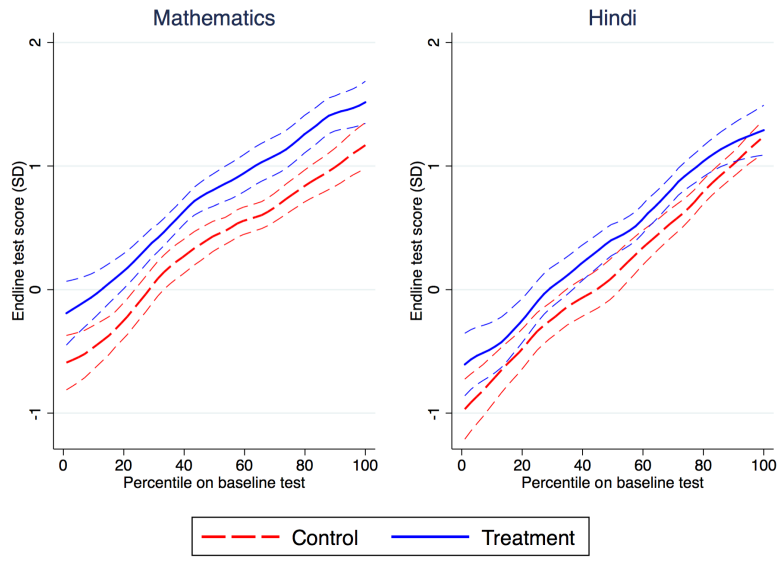 Mathematics
Endline test score (SD)
2
1
0
-1
0 20 40 60 80 100
Percentile on baseline test
Hindi
Endline test score (SD)
2
1
0
-1
0 20 40 60 80 100
Percentile on baseline test
Control Treatment